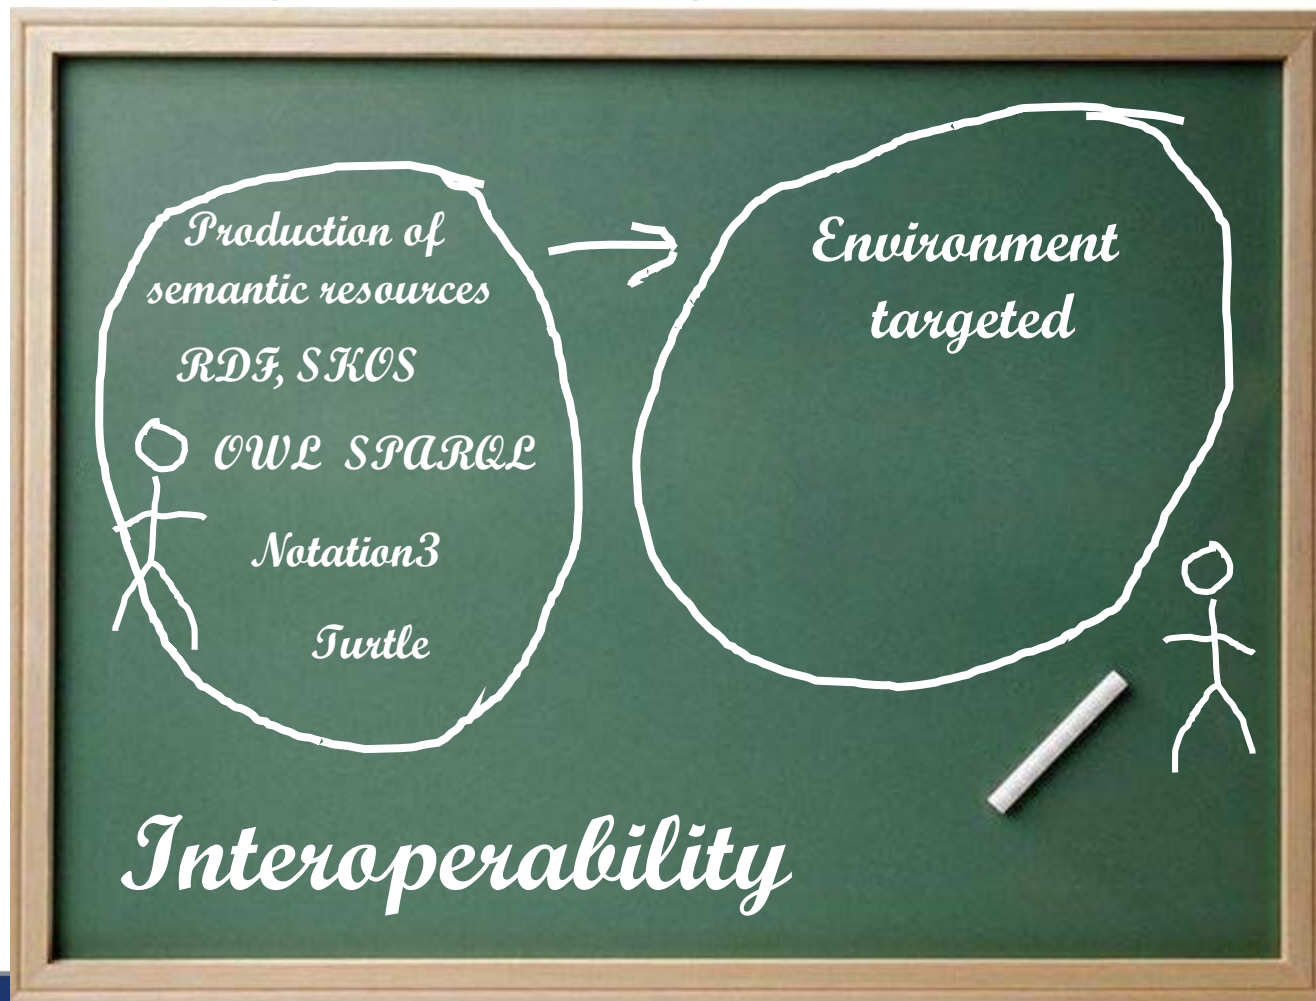 Production of
semantic resources
RDF, SKOS
OWL SPARQL
Notation3
Turtle
Environment
targeted
Interoperability